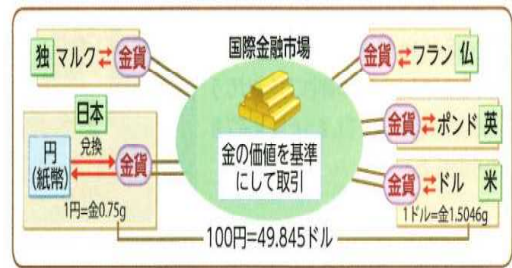 国際金融市場
独 マルク ⇄ 金貨
金貨 ⇄ フラン 仏
日本
円
(紙幣)
兌換
金貨
1円=金0.75g
金の価値を基準
にして取引
金貨 ⇄ ポンド 英
金貨 ⇄ ドル 米
1ドル=金1.5046g
100円=49.845ドル